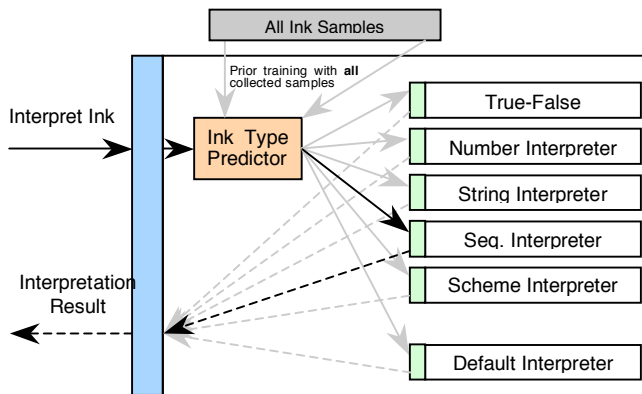 All Ink Samples
Prior training with all
collected samples
Interpret Ink
Ink Type
Predictor
True-False
Number Interpreter
String Interpreter
Seq. Interpreter
Interpretation
Result
Scheme Interpreter
Default Interpreter